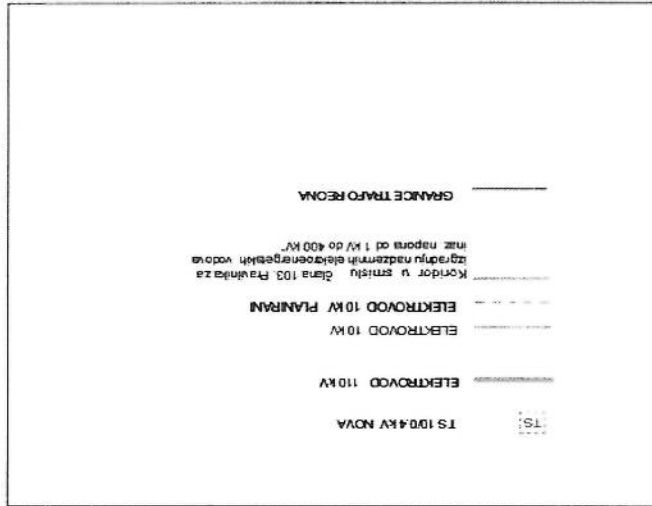 TS TS 10/0.4 kV NOVA
ELEKTROVOD 110 kV
ELEKTROVOD 10 kV
ELEKTROVOD 10 kV PLANIRANI
Koridor u smislu člana 103. Pravilnika za
izgradnju nadzemnih elektroenergetskih vodova
inaz. napona od 1 kV do 400 kV"
GRANICE TRAFO REONA